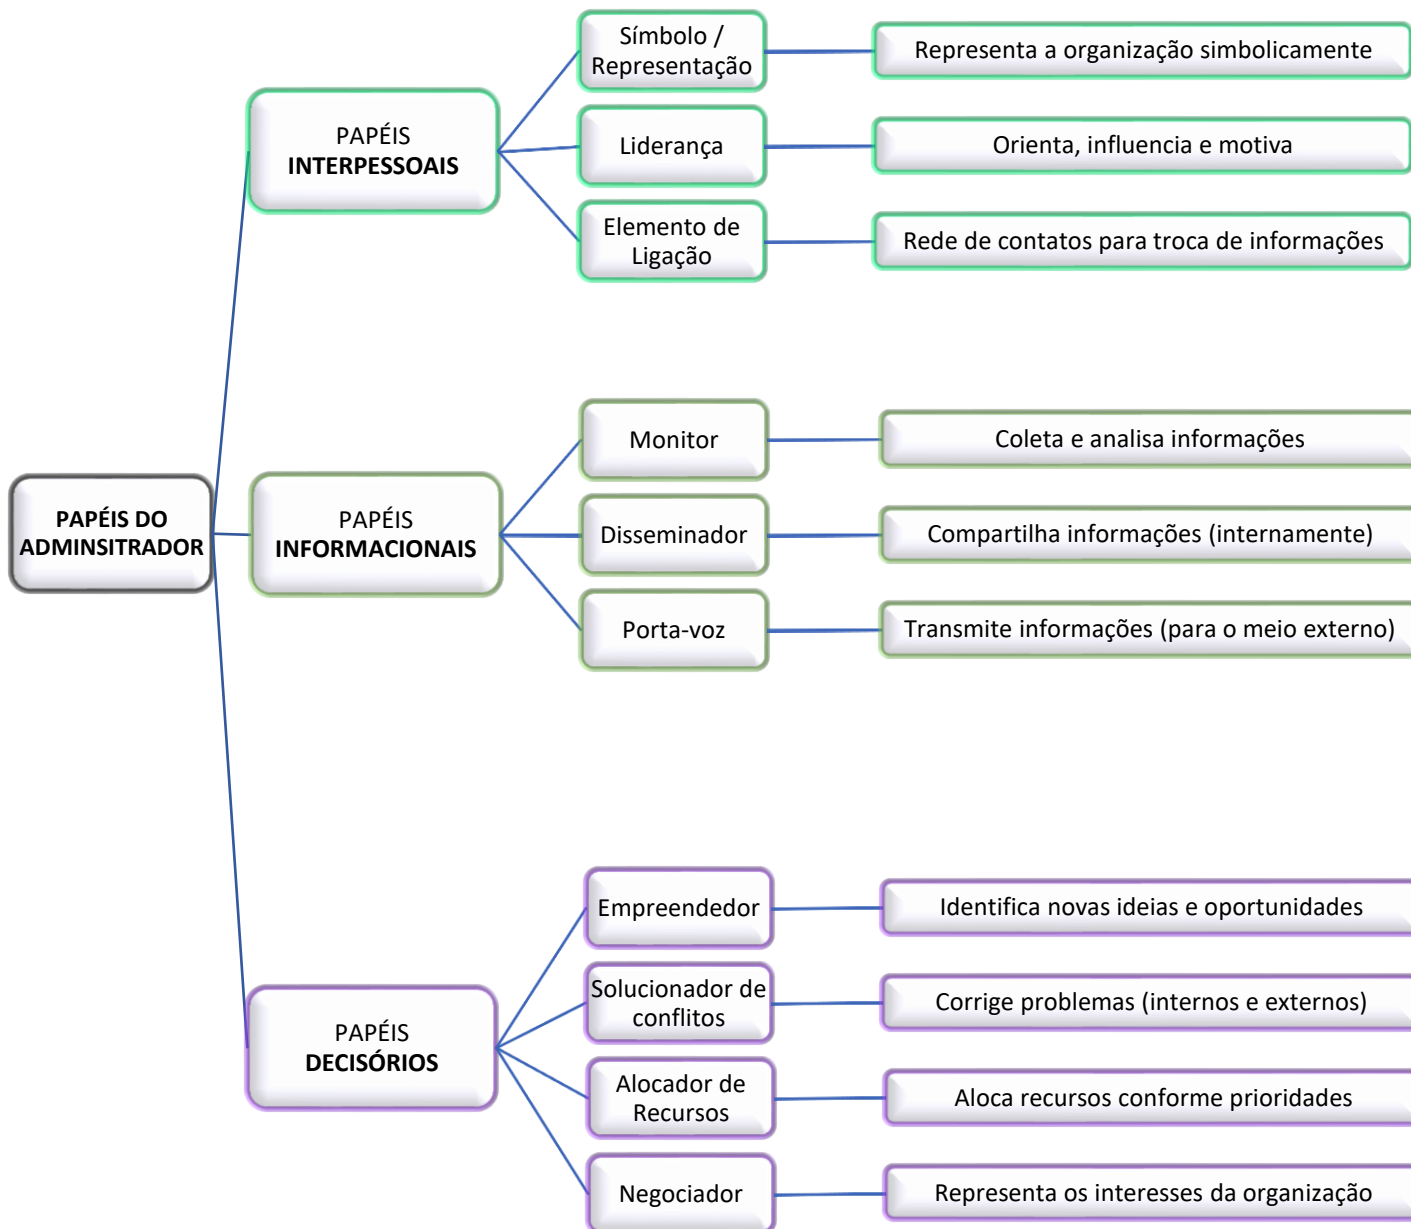 Símbolo /
Representação
Representa a organização simbolicamente
PAPÉIS
INTERPESSOAIS
Liderança
Orienta, influencia e motiva
Elemento de
Ligação
Rede de contatos para troca de informações
PAPÉIS DO
ADMINSITRADOR
PAPÉIS
INFORMACIONAIS
Monitor
Coleta e analisa informações
Disseminador
Compartilha informações (internamente)
Porta-voz
Transmite informações (para o meio externo)
PAPÉIS
DECISÓRIOS
Empreendedor
Identifica novas ideias e oportunidades
Solucionador de
conflitos
Corrige problemas (internos e externos)
Alocador de
Recursos
Aloca recursos conforme prioridades
Negociador
Representa os interesses da organização